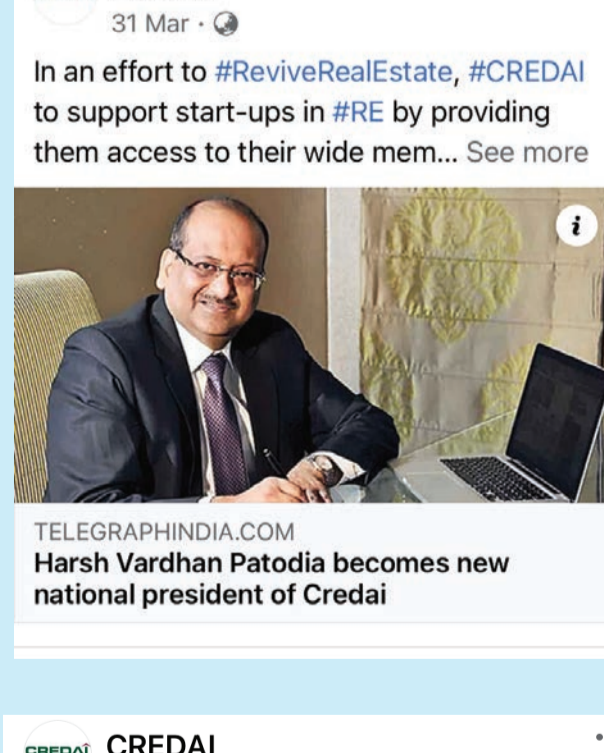 31 Mar ·
In an effort to #ReviveRealEstate, #CREDAI
to support start-ups in #RE by providing
them access to their wide mem... See more
i
TELEGRAPHINDIA.COM
Harsh Vardhan Patodia becomes new
national president of Credai
CREDAI CREDAI